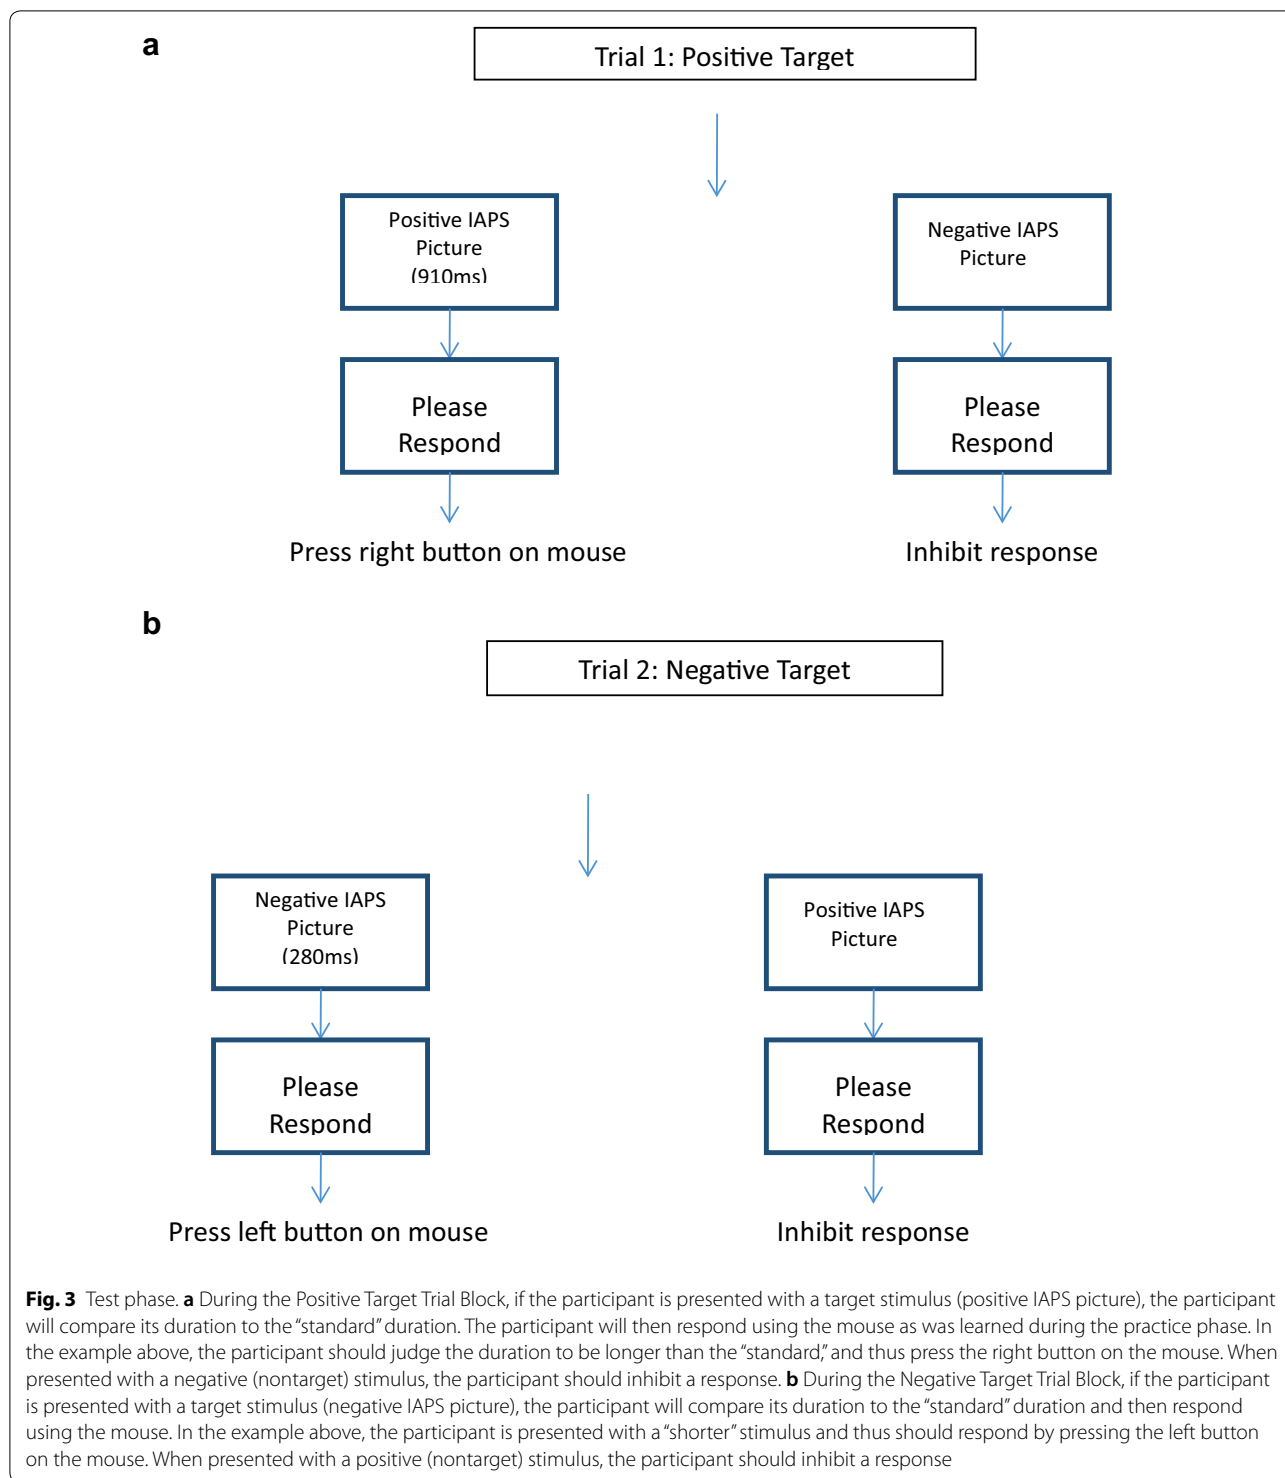 a
Trial 1: Positive Target
Positive IAPS
Picture
(910ms)
Negative IAPS
Picture
Please
Respond
Please
Respond
Press right button on mouse
Inhibit response
b
Trial 2: Negative Target
Negative IAPS
Picture
(280ms)
Positive IAPS
Picture
Please
Respond
Please
Respond
Press left button on mouse
Inhibit response
Fig. 3 Test phase. a During the Positive Target Trial Block, if the participant is presented with a target stimulus (positive IAPS picture), the participant
will compare its duration to the “standard” duration. The participant will then respond using the mouse as was learned during the practice phase. In
the example above, the participant should judge the duration to be longer than the “standard,” and thus press the right button on the mouse. When
presented with a negative (nontarget) stimulus, the participant should inhibit a response. b During the Negative Target Trial Block, if the participant
is presented with a target stimulus (negative IAPS picture), the participant will compare its duration to the “standard” duration and then respond
using the mouse. In the example above, the participant is presented with a “shorter” stimulus and thus should respond by pressing the left button
on the mouse. When presented with a positive (nontarget) stimulus, the participant should inhibit a response